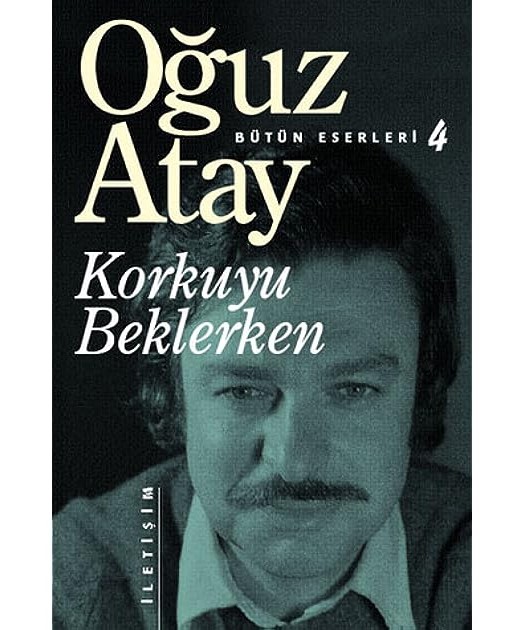 Oğuz
BÜTÜN ESERLERİ 4
Atay
Korkuyu
Beklerken
İLETİŞİM